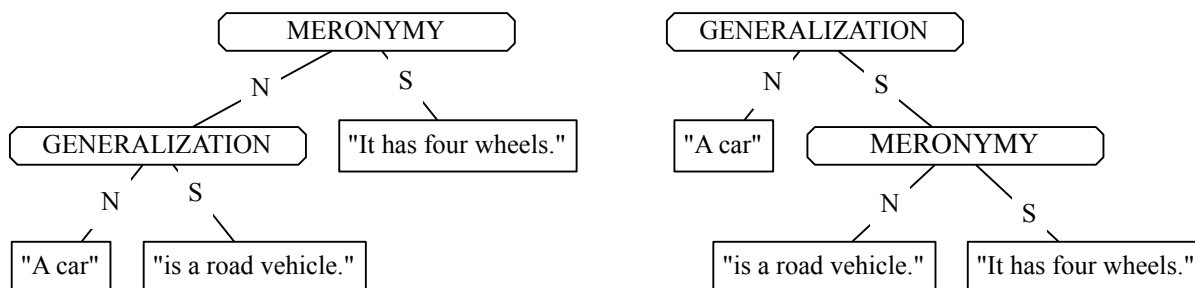 MERONYMY
N
S
GENERALIZATION
"It has four wheels."
N
S
"A car"
"is a road vehicle."
GENERALIZATION
N
S
"A car"
MERONYMY
N
S
"is a road vehicle."
"It has four wheels."